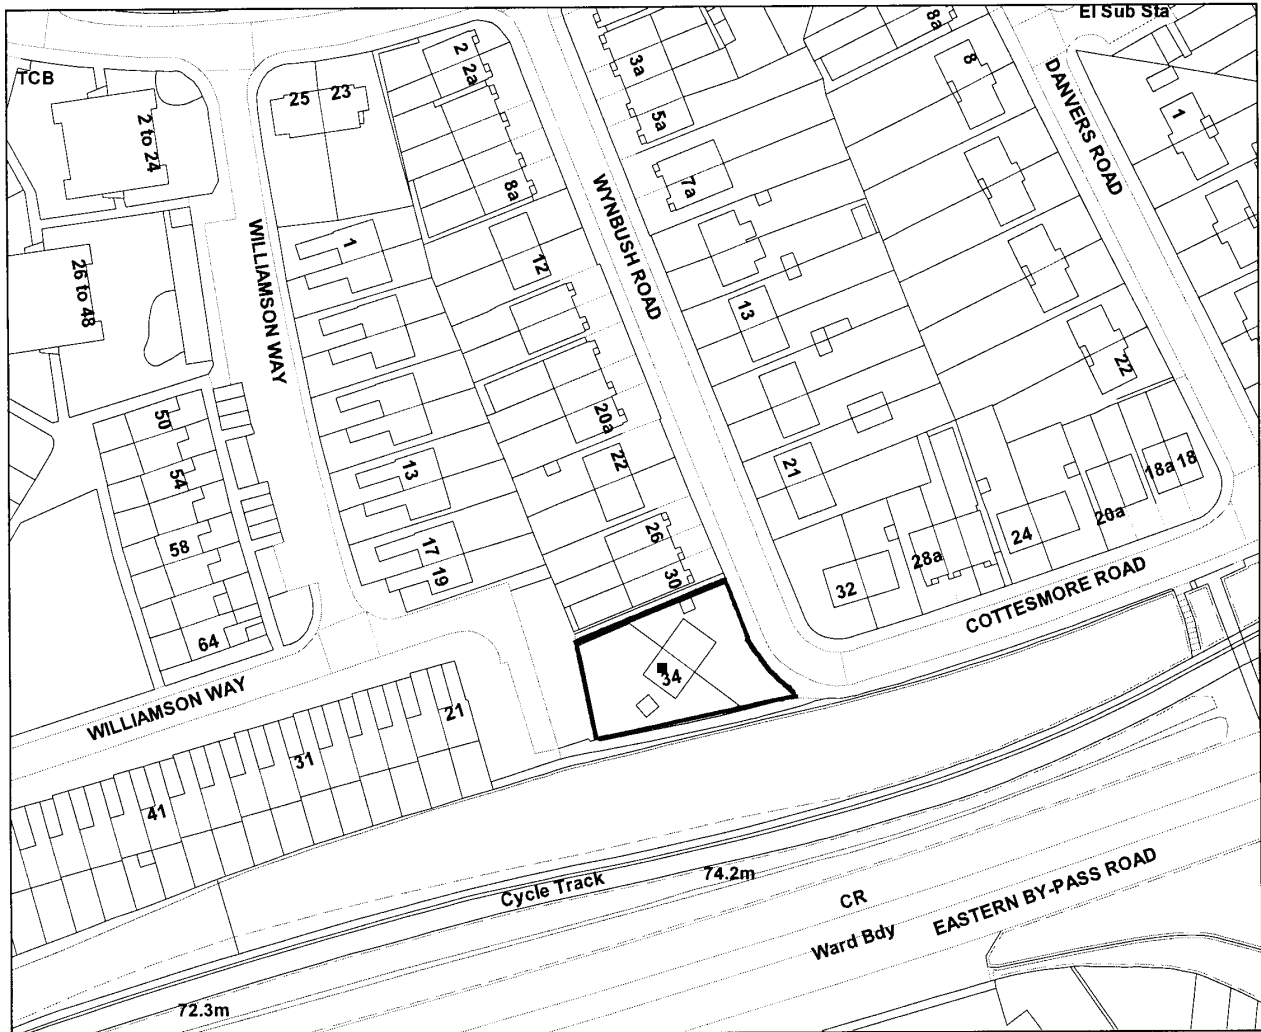 El Sub Sta
TCB
2
2a
3a
8a
8
25
23
2 to 24
5a
DANVERS ROAD
1
7a
8a
WYNBUSH ROAD
WILLIAMSON WAY
1
12
26 to 48
13
22
50
20a
54
13
22
21
18a
18
20a
58
17
19
26
30
24
28a
32
64
COTTESMORE ROAD
34
WILLIAMSON WAY
21
31
41
74.2m
Cycle Track
CR
EASTERN BY-PASS ROAD
Ward Bdy
72.3m